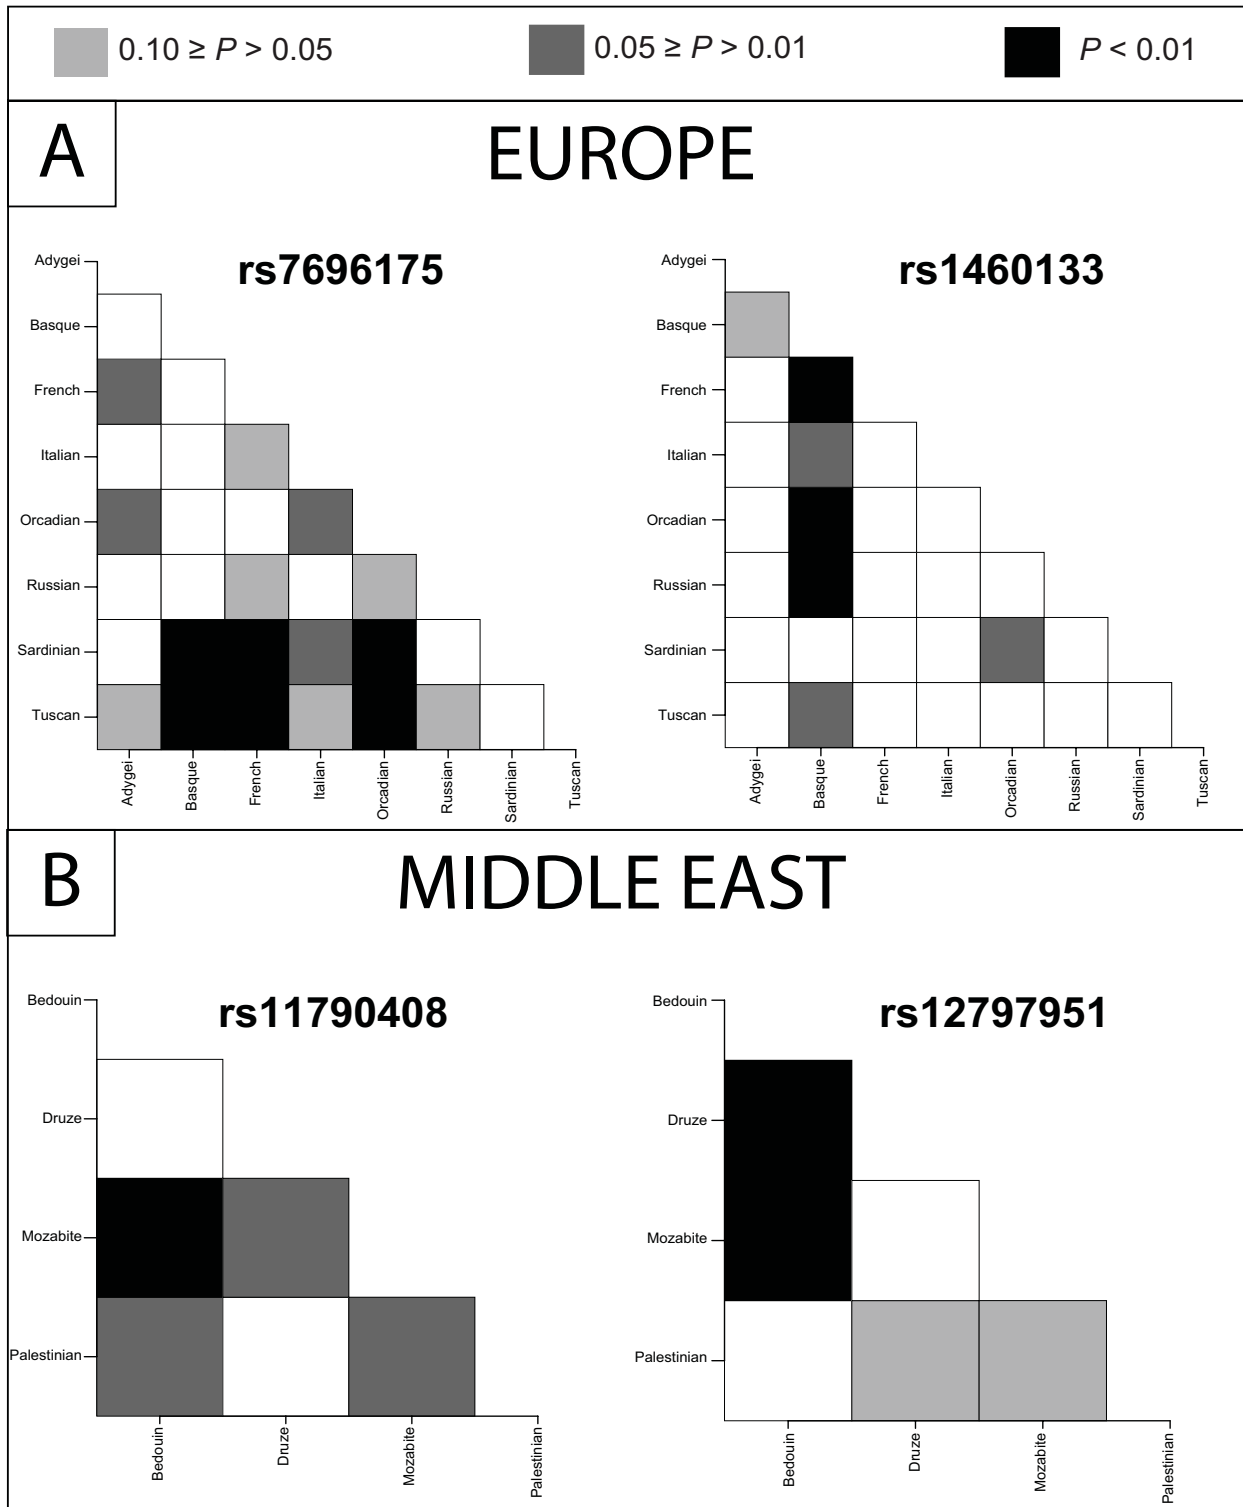 0.10 ≥ P > 0.05
0.05 ≥ P > 0.01
P < 0.01
A
EUROPE
rs7696175
Adygei
Basque
French
Italian
Orcadian
Russian
Sardinian
Tuscan
Adygei
Basque
French
Italian
Orcadian
Russian
Sardinian
Tuscan
rs1460133
Adygei
Basque
French
Italian
Orcadian
Russian
Sardinian
Tuscan
Adygei
Basque
French
Italian
Orcadian
Russian
Sardinian
Tuscan
B
MIDDLE EAST
rs11790408
Bedouin
Druze
Mozabite
Palestinian
Bedouin
Druze
Mozabite
Palestinian
rs12797951
Bedouin
Druze
Mozabite
Palestinian
Bedouin
Druze
Mozabite
Palestinian